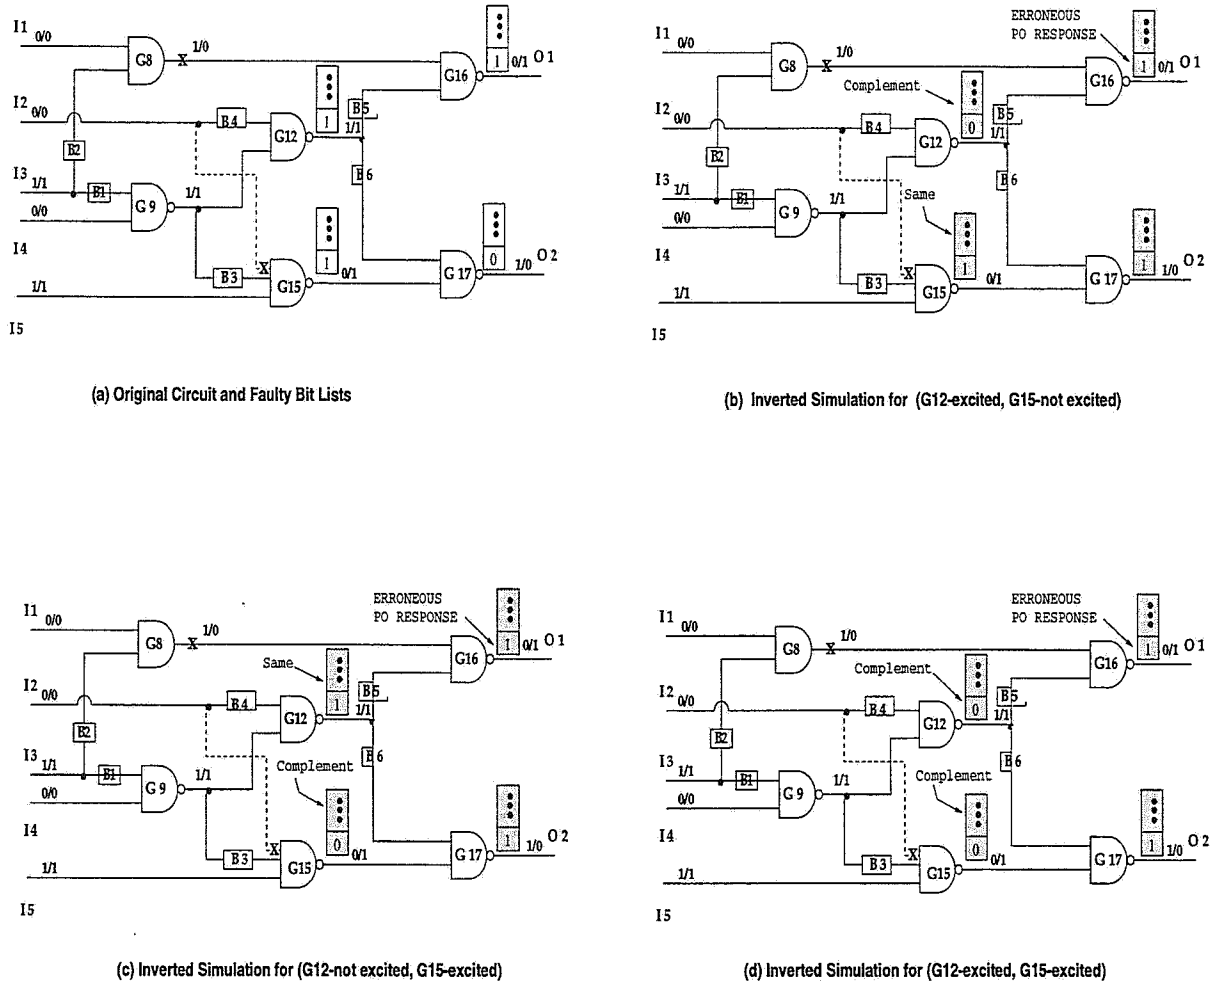 I1
0/0
G8
X
1/0
1
0/1
O 1
G16
I2
0/0
B4
G12
1
B5
1/1
B2
B6
I3
1/1
B1
0/0
G 9
1/1
1
0
O 2
1/0
I4
X
B3
G15
0/1
G 17
1/1
I5
(a) Original Circuit and Faulty Bit Lists
ERRONEOUS
PO RESPONSE
I1
0/0
G8
X
1/0
1
0/1
O 1
G16
Complement
I2
0/0
B4
G12
0
B5
1/1
B2
B6
I3
1/1
B1
0/0
G 9
1/1
Same
1
1
O 2
1/0
I4
X
B3
G15
0/1
G 17
1/1
I5
(b) Inverted Simulation for (G12-excited, G15-not excited)
ERRONEOUS
PO RESPONSE
I1
0/0
G8
X
1/0
1
0/1
O 1
G16
Same
I2
0/0
B4
G12
1
B5
1/1
B2
B6
I3
1/1
B1
0/0
G 9
1/1
Complement
0
1
O 2
1/0
I4
X
B3
G15
0/1
G 17
1/1
I5
(c) Inverted Simulation for (G12-not excited, G15-excited)
ERRONEOUS
PO RESPONSE
I1
0/0
G8
X
1/0
1
0/1
O 1
G16
Complement
I2
0/0
B4
G12
0
B5
1/1
B2
B6
I3
1/1
B1
0/0
G 9
1/1
Complement
0
1
O 2
1/0
I4
X
B3
G15
0/1
G 17
1/1
I5
(d) Inverted Simulation for (G12-excited, G15-excited)